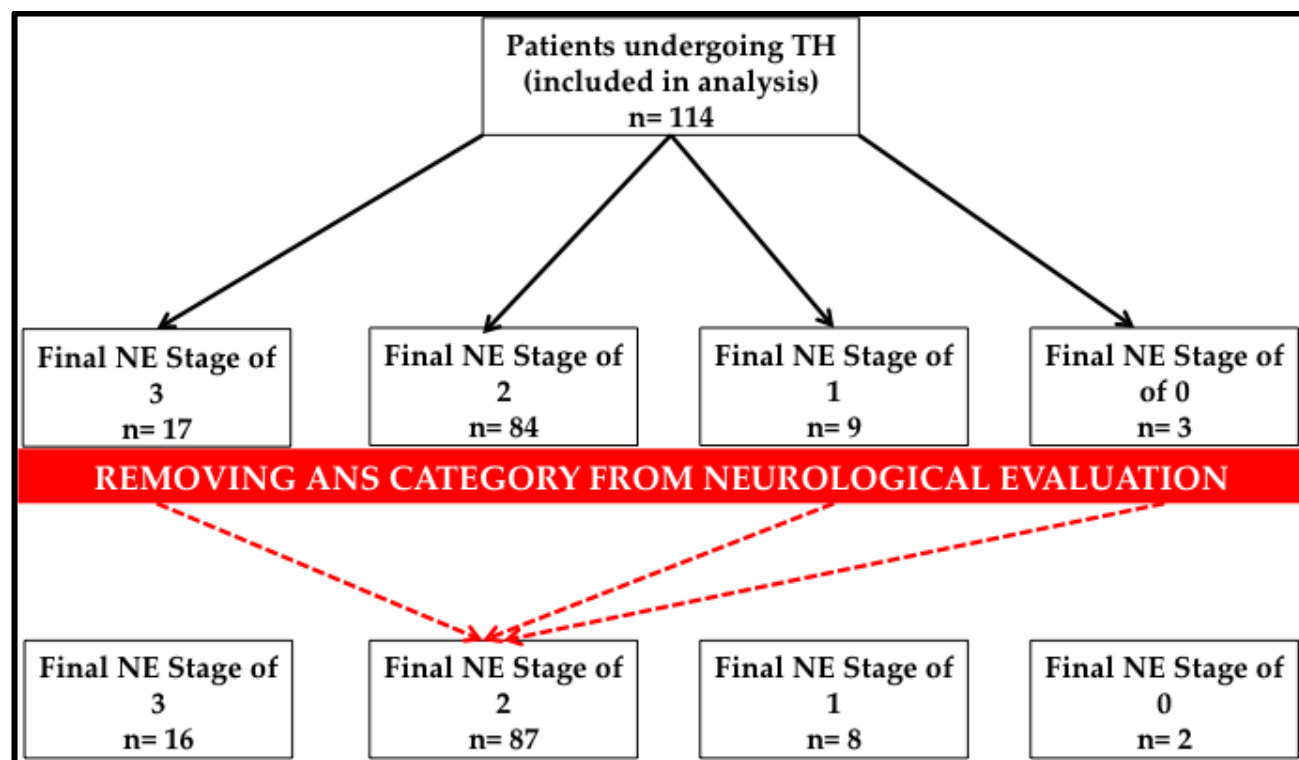 Patients undergoing TH
(included in analysis)
n= 114
Final NE Stage of
3
n= 17
Final NE Stage of
2
n= 84
Final NE Stage of
1
n= 9
Final NE Stage of
of 0
n= 3
REMOVING ANS CATEGORY FROM NEUROLOGICAL EVALUATION
Final NE Stage of
3
n= 16
Final NE Stage of
2
n= 87
Final NE Stage of
1
n= 8
Final NE Stage of
0
n= 2